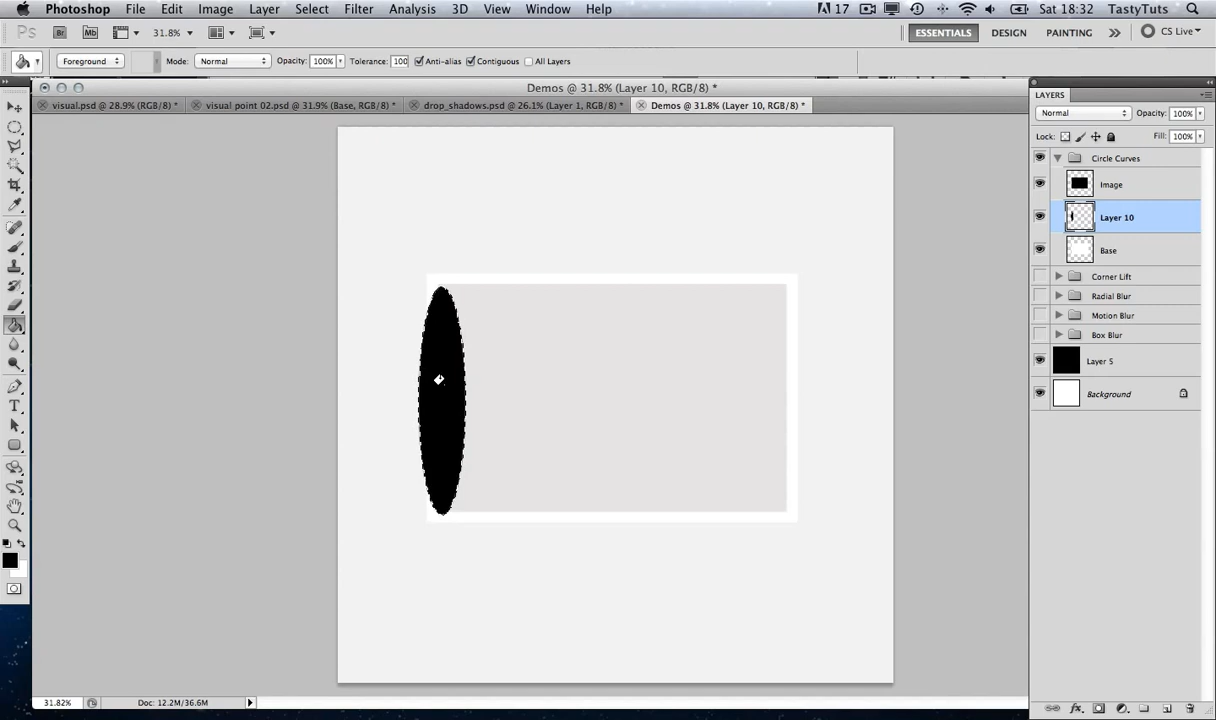 Photoshop File Edit Image Layer Select Filter Analysis 3D View Window Help 17 Sat 18:32 TastyTuts
Ps Br Mb 31.8% ESSENTIALS DESIGN PAINTING CS Live
Foreground Mode: Normal Opacity: 100% Tolerance: 100 Anti-alias Contiguous All Layers
Demos @ 31.8% (Layer 10, RGB/8) *
visual.psd @ 28.9% (RGB/8) * visual point 02.psd @ 31.9% (Base, RGB/8) * drop_shadows.psd @ 26.1% (Layer 1, RGB/8) * Demos @ 31.8% (Layer 10, RGB/8) *
LAYERS
Normal Opacity: 100%
Lock: Fill: 100%
Circle Curves
Image
Layer 10
Base
Corner Lift
Radial Blur
Motion Blur
Box Blur
Layer 5
Background
31.82% Doc: 12.2M/36.6M
fx